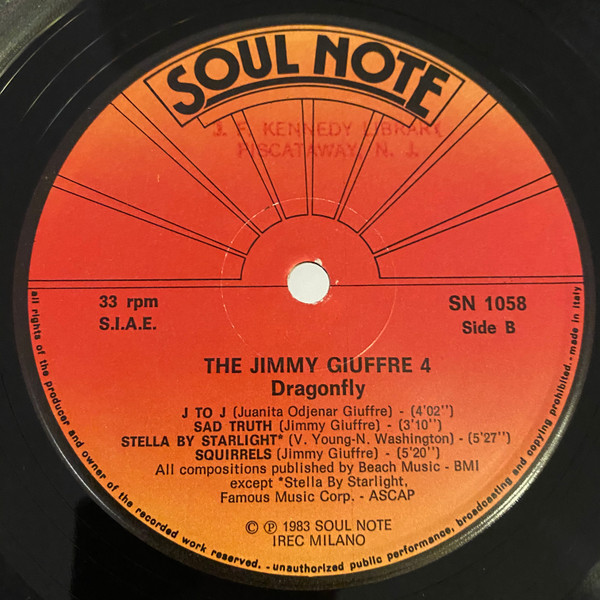 SOUL NOTE
J. F. KENNEDY LIBRARY
PISCATAWAY, N. J.
33 rpm
S.I.A.E.
SN 1058
Side B
THE JIMMY GIUFFRE 4
Dragonfly
J TO J (Juanita Odjenar Giuffre) - (4'02'')
SAD TRUTH (Jimmy Giuffre) - (3'10'')
STELLA BY STARLIGHT* (V. Young-N. Washington) - (5'27'')
SQUIRRELS (Jimmy Giuffre) - (5'20'')
All compositions published by Beach Music - BMI
except *Stella By Starlight,
Famous Music Corp. - ASCAP
© ℗ 1983 SOUL NOTE
IREC MILANO
all rights of the producer and owner of the recorded work reserved. - unauthorized public performance, broadcasting and copying prohibited. - made in italy